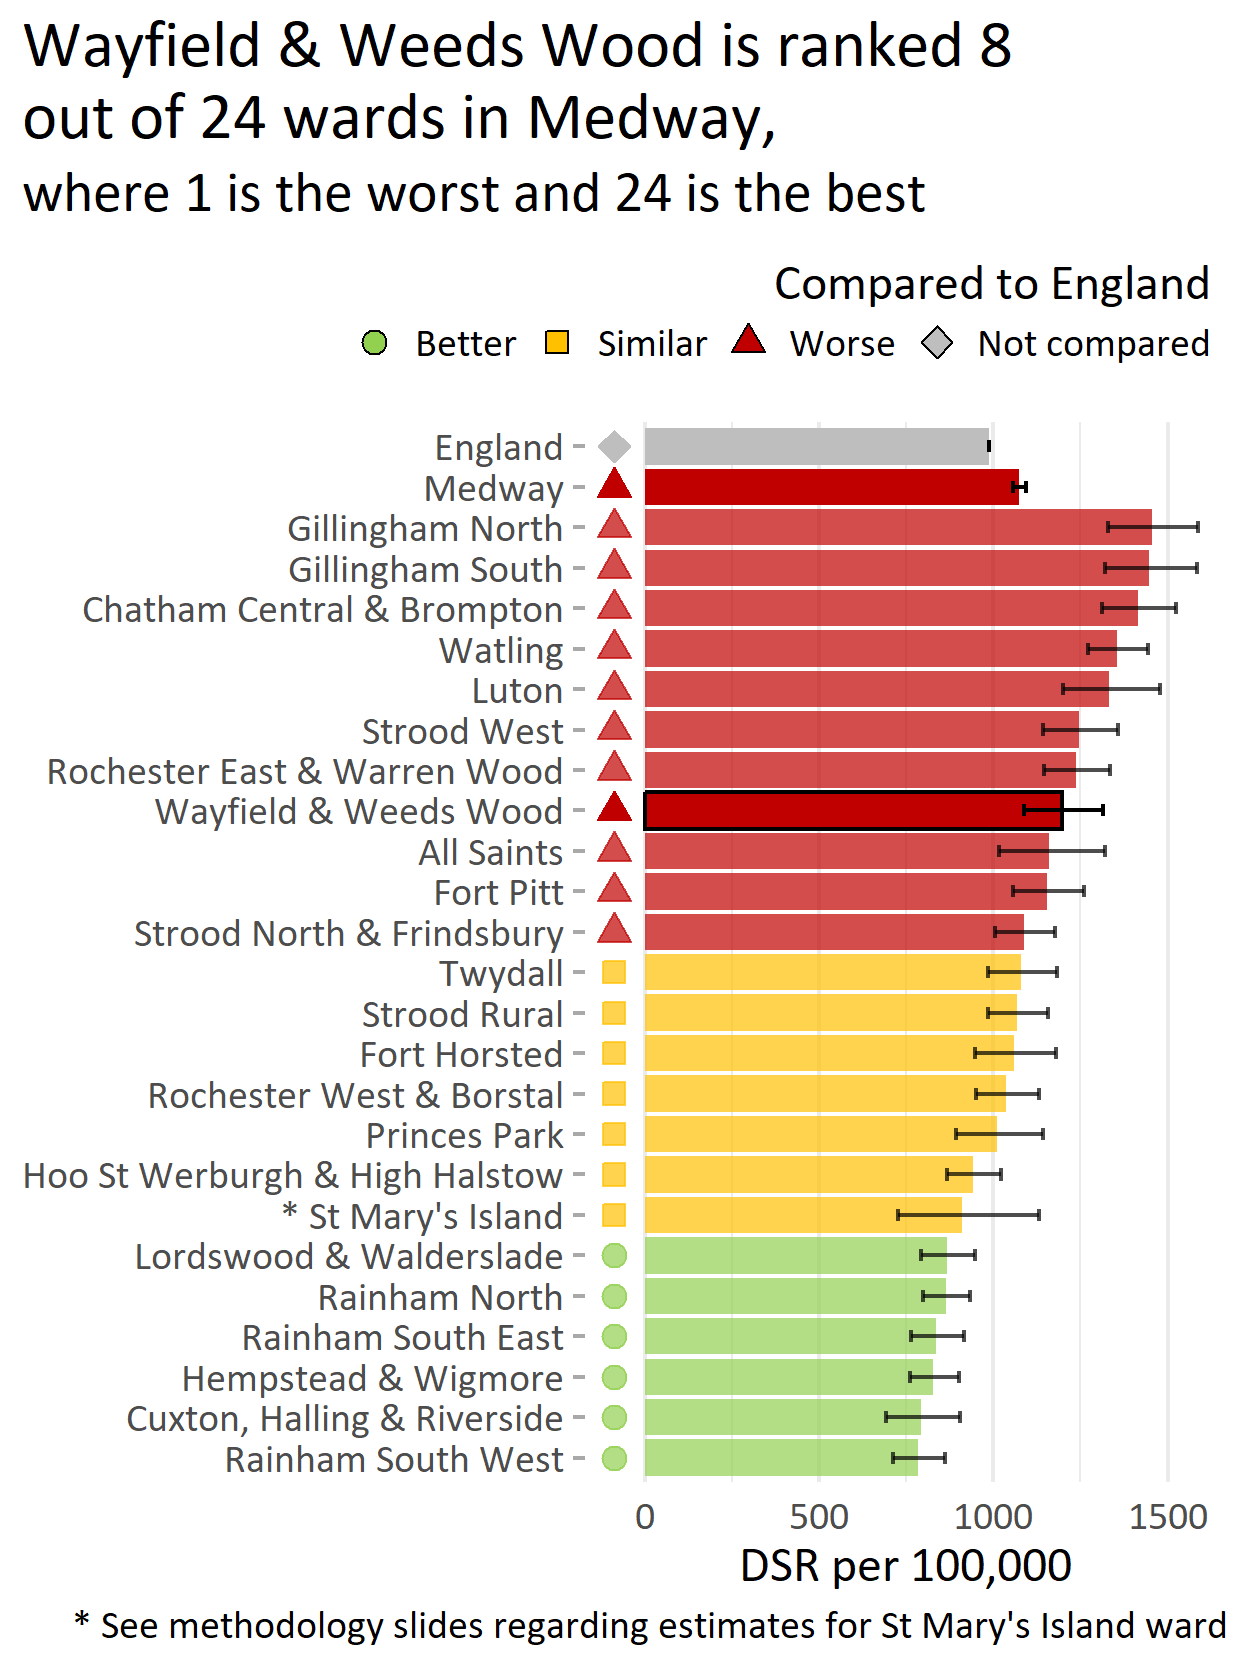 Wayfield & Weeds Wood is ranked 8
out of 24 wards in Medway,
where 1 is the worst and 24 is the best
Compared to England
Better Similar Worse Not compared
England
Medway
Gillingham North
Gillingham South
Chatham Central & Brompton
Watling
Luton
Strood West
Rochester East & Warren Wood
Wayfield & Weeds Wood
All Saints
Fort Pitt
Strood North & Frindsbury
Twydall
Strood Rural
Fort Horsted
Rochester West & Borstal
Princes Park
Hoo St Werburgh & High Halstow
* St Mary's Island
Lordswood & Walderslade
Rainham North
Rainham South East
Hempstead & Wigmore
Cuxton, Halling & Riverside
Rainham South West
0 500 1000 1500
DSR per 100,000
* See methodology slides regarding estimates for St Mary's Island ward